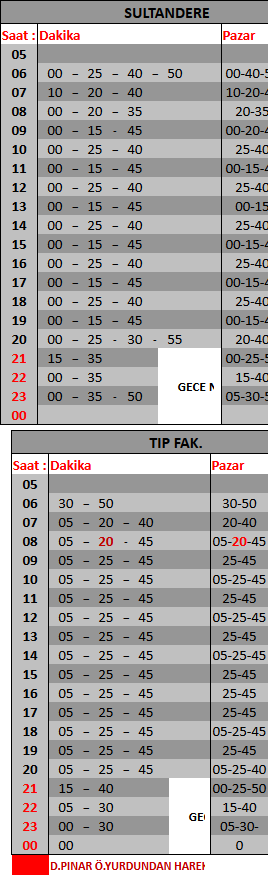 SULTANDERE
Saat : Dakika Pazar
05
06 00 – 25 – 40 – 50 00-40-5
07 10 – 20 – 40 10-20-4
08 00 – 20 – 35 20-35
09 00 – 15 - 45 00-20-4
10 00 – 25 – 40 25-40
11 00 – 15 – 45 00-15-4
12 00 – 25 – 40 25-40
13 00 – 15 – 45 00-15
14 00 – 25 – 40 25-40
15 00 – 15 – 45 00-15-4
16 00 – 25 – 40 25-40
17 00 – 15 – 45 00-15-4
18 00 – 25 – 40 25-40
19 00 – 15 – 45 00-15-4
20 00 – 25 - 30 - 55 20-40
21 15 – 35 00-25-5
22 00 – 35 GECE 15-40
23 00 – 35 - 50 05-30-5
00
TIP FAK.
Saat : Dakika Pazar
05
06 30 – 50 30-50
07 05 – 20 – 40 20-40
08 05 – 20 - 45 05-20-45
09 05 – 25 – 45 25-45
10 05 – 25 – 45 05-25-45
11 05 – 25 – 45 25-45
12 05 – 25 – 45 05-25-45
13 05 – 25 – 45 25-45
14 05 – 25 – 45 05-25-45
15 05 – 25 – 45 25-45
16 05 – 25 – 45 05-25-45
17 05 – 25 – 45 25-45
18 05 – 25 – 45 05-25-45
19 05 – 25 – 45 25-45
20 05 – 25 – 45 05-25-40
21 15 – 40 00-25-50
22 05 – 30 GE 15-40
23 00 – 30 05-30-
00 00 0
D.PINAR Ö.YURDUNDAN HAREK